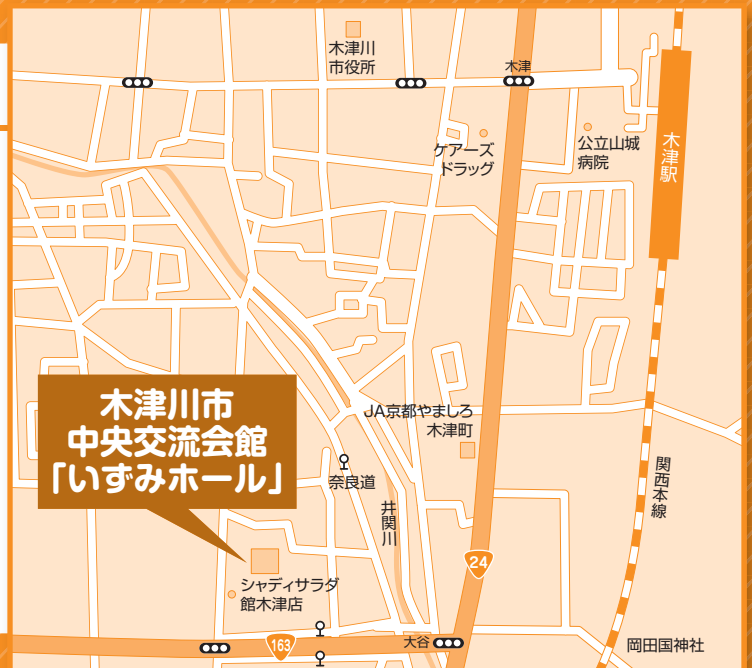 木津川
市役所
木津
ケアーズ
ドラッグ
公立山城
病院
木津駅
木津川市
中央交流会館
「いずみホール」
JA京都やましろ
木津町
奈良道
井関川
関西本線
24
シャディサラダ
館木津店
163
大谷
岡田国神社